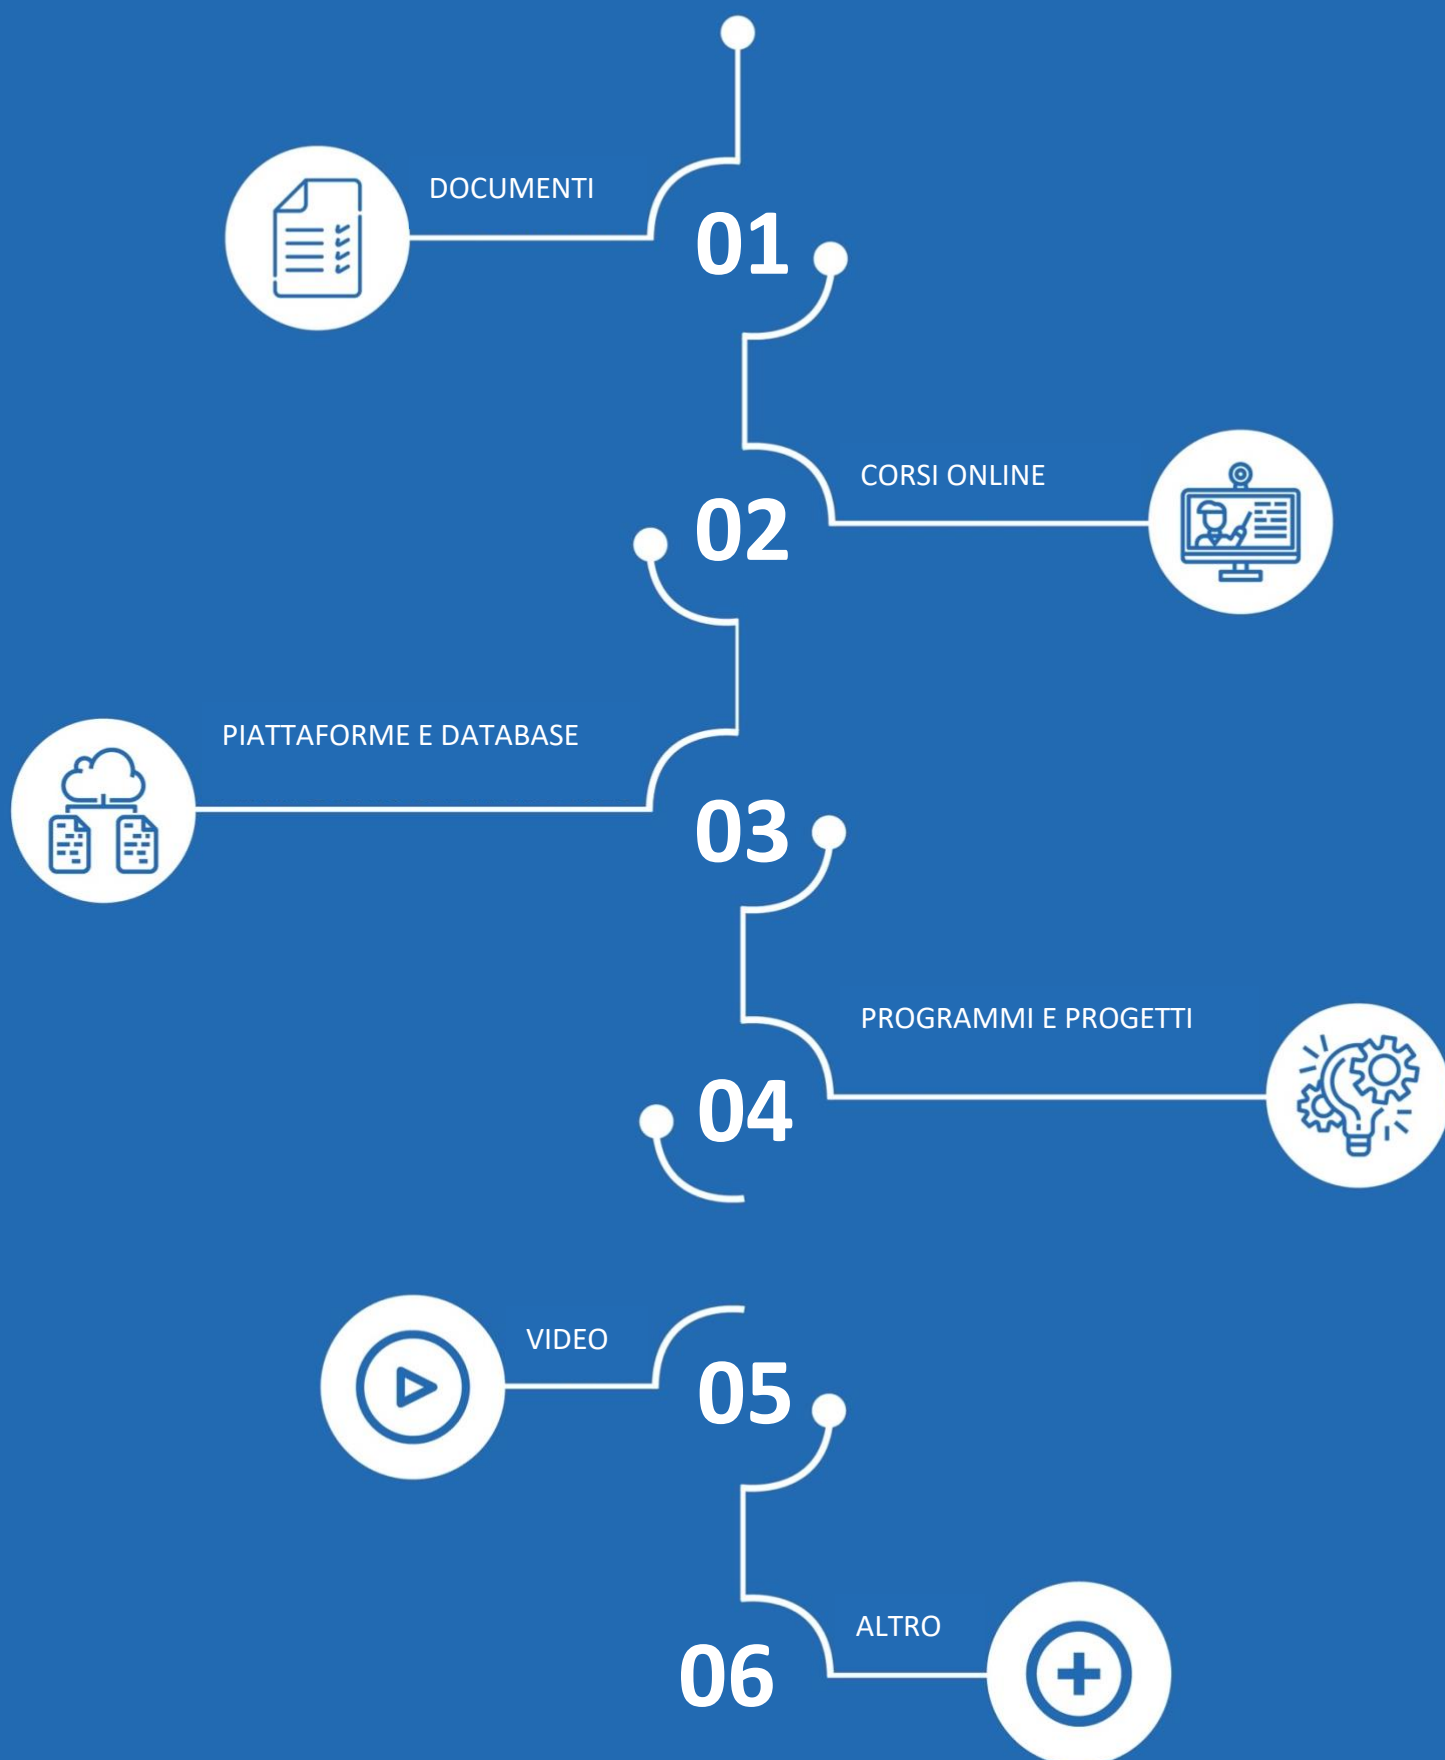 DOCUMENTI
01
CORSI ONLINE
02
PIATTAFORME E DATABASE
03
PROGRAMMI E PROGETTI
04
VIDEO
05
ALTRO
06